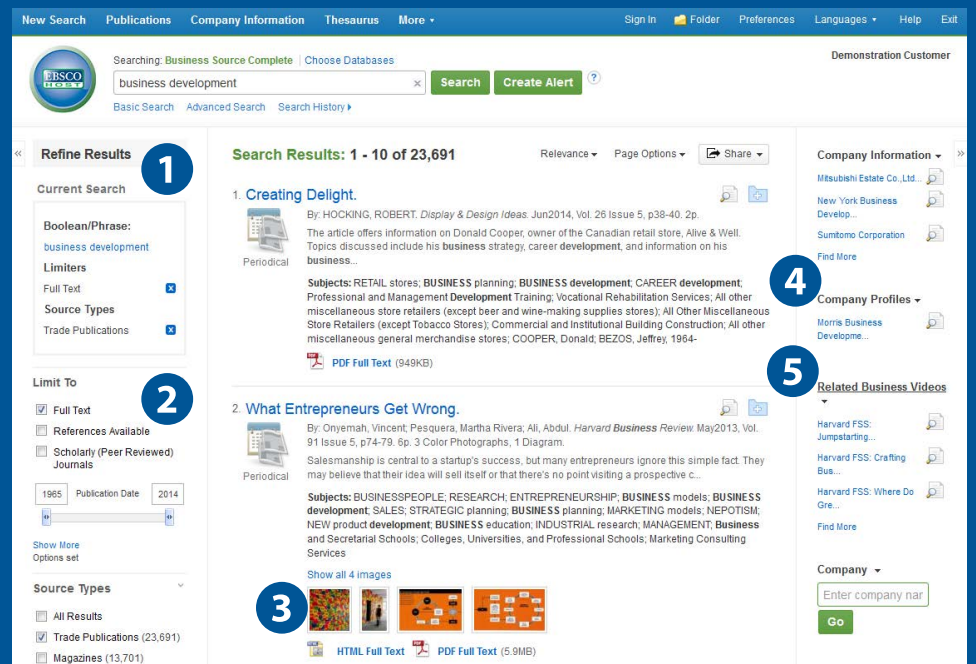 New Search Publications Company Information Thesaurus More
Sign In Folder Preferences Languages Help Exit
EBSCO
HOST
Searching: Business Source Complete Choose Databases
business development × Search Create Alert ?
Basic Search Advanced Search Search History
Demonstration Customer
« Refine Results
1
Current Search
Boolean/Phrase:
business development
Limiters
Full Text x
Source Types
Trade Publications x
Limit To
2
Full Text
References Available
Scholarly (Peer Reviewed)
Journals
1965 Publication Date 2014
Show More
Options set
Source Types
All Results
Trade Publications (23,691)
Magazines (13,701)
Search Results: 1 - 10 of 23,691
Relevance Page Options Share
1. Creating Delight.
Periodical
By: HOCKING, ROBERT. Display & Design Ideas. Jun2014, Vol. 26 Issue 5, p38-40. 2p.
The article offers information on Donald Cooper, owner of the Canadian retail store, Alive & Well.
Topics discussed include his business strategy, career development, and information on his
business...
Subjects: RETAIL stores; BUSINESS planning; BUSINESS development; CAREER development;
Professional and Management Development Training; Vocational Rehabilitation Services; All other
miscellaneous store retailers (except beer and wine-making supplies stores); All Other Miscellaneous
Store Retailers (except Tobacco Stores); Commercial and Institutional Building Construction; All other
miscellaneous general merchandise stores; COOPER, Donald; BEZOS, Jeffrey, 1964-
PDF Full Text (949KB)
2. What Entrepreneurs Get Wrong.
Periodical
By: Onyemah, Vincent; Pesquera, Martha Rivera; Ali, Abdul. Harvard Business Review. May2013, Vol.
91 Issue 5, p74-79. 6p. 3 Color Photographs, 1 Diagram.
Salesmanship is central to a startup's success, but many entrepreneurs ignore this simple fact. They
may believe that their idea will sell itself or that there's no point visiting a prospective c...
Subjects: BUSINESSPEOPLE; RESEARCH; ENTREPRENEURSHIP; BUSINESS models; BUSINESS
development; SALES; STRATEGIC planning; BUSINESS planning; MARKETING models; NEPOTISM;
NEW product development; BUSINESS education; INDUSTRIAL research; MANAGEMENT; Business
and Secretarial Schools; Colleges, Universities, and Professional Schools; Marketing Consulting
Services
Show all 4 images
3
HTML Full Text PDF Full Text (5.9MB)
Company Information »
Mitsubishi Estate Co.,Ltd...
New York Business
Develop...
Sumitomo Corporation
Find More
4
Company Profiles
Morris Business
Developme...
5
Related Business Videos
Harvard FSS:
Jumpstarting...
Harvard FSS: Crafting
Bus...
Harvard FSS: Where Do
Gre...
Find More
Company
Enter company nar
Go